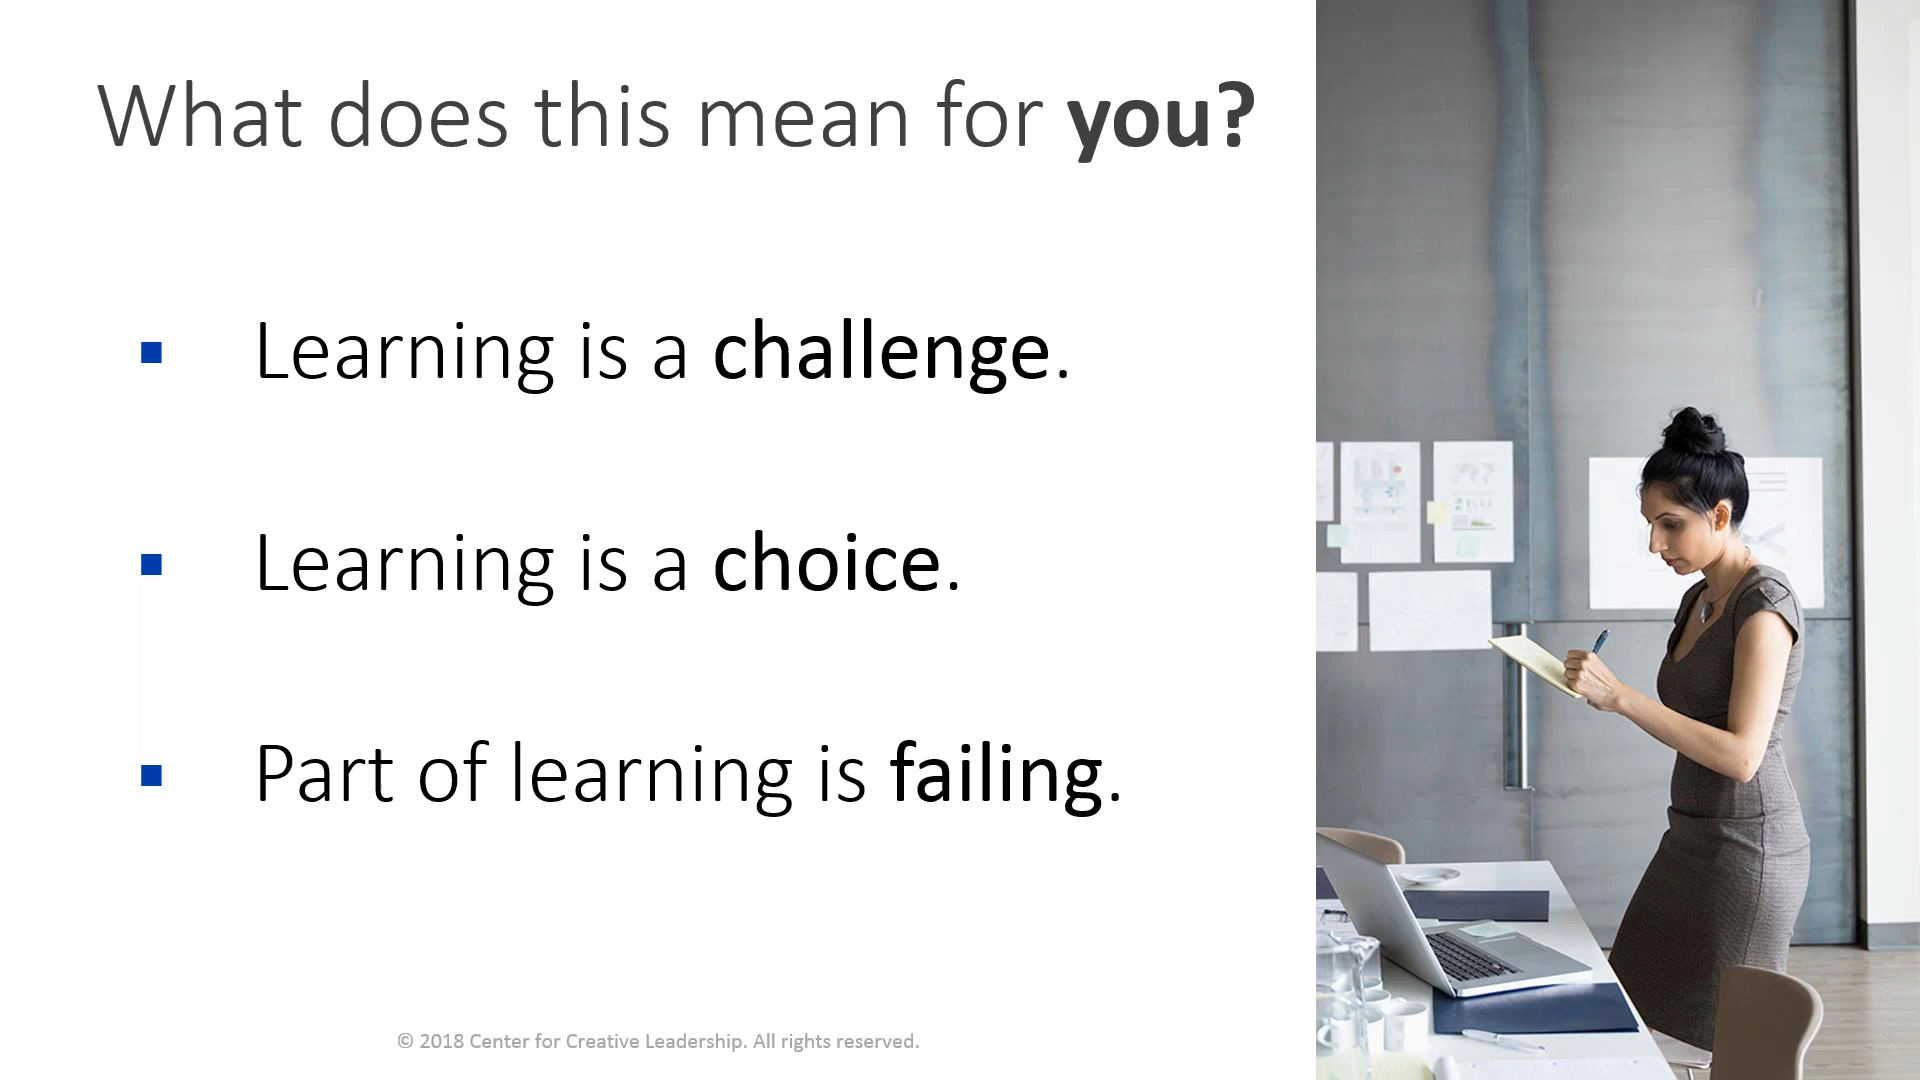 What does this mean for you?
Learning is a challenge.
Learning is a choice.
Part of learning is failing.
© 2018 Center for Creative Leadership. All rights reserved.